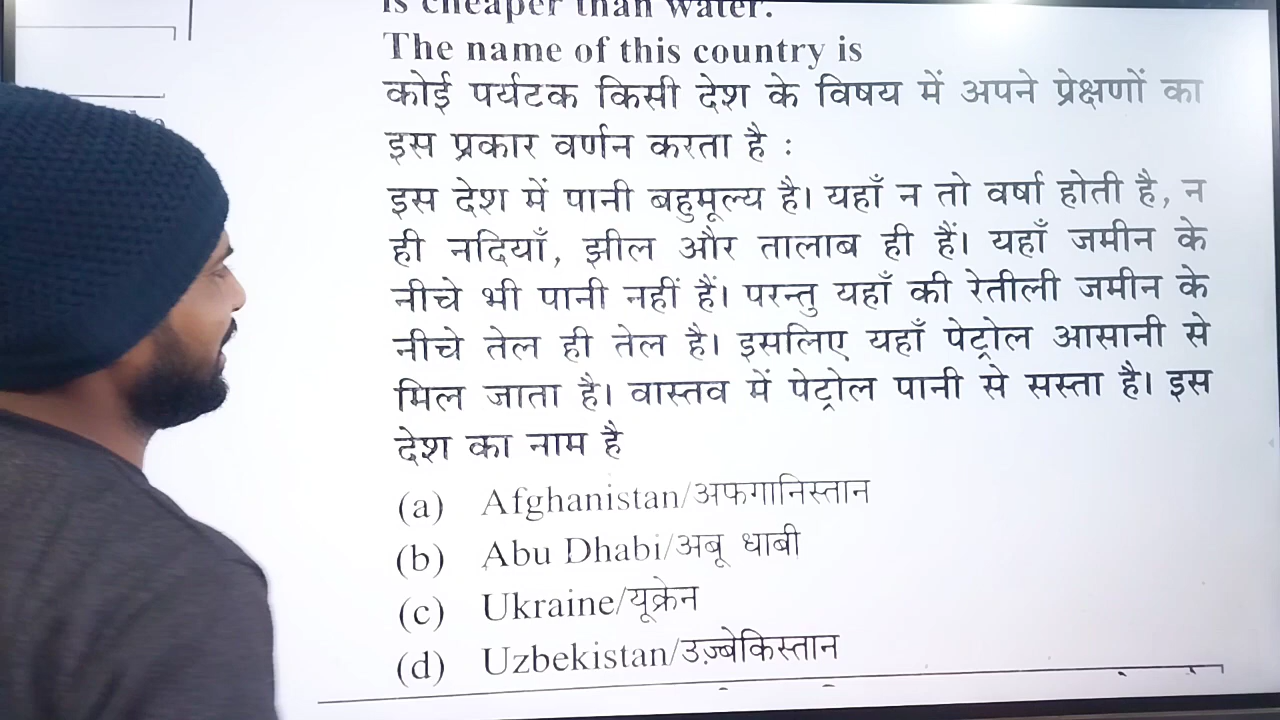 is cheaper than water.
The name of this country is
कोई पर्यटक किसी देश के विषय में अपने प्रेक्षणों का
इस प्रकार वर्णन करता है :
इस देश में पानी बहुमूल्य है। यहाँ न तो वर्षा होती है, न
ही नदियाँ, झील और तालाब ही हैं। यहाँ जमीन के
नीचे भी पानी नहीं हैं। परन्तु यहाँ की रेतीली जमीन के
नीचे तेल ही तेल है। इसलिए यहाँ पेट्रोल आसानी से
मिल जाता है। वास्तव में पेट्रोल पानी से सस्ता है। इस
देश का नाम है
(a) Afghanistan/अफगानिस्तान
(b) Abu Dhabi/अबू धाबी
(c) Ukraine/यूक्रेन
(d) Uzbekistan/उज़्बेकिस्तान